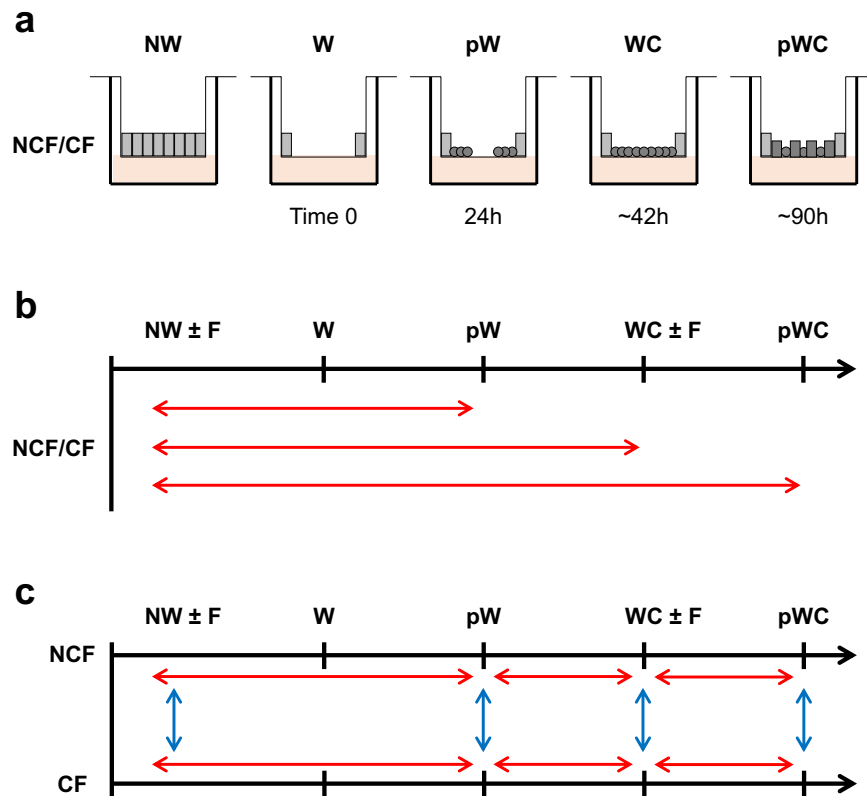 a
NW W pW WC pWC
NCF/CF
Time 0 24h ~42h ~90h
b
NW ± F W pW WC ± F pWC
NCF/CF
c
NW ± F W pW WC ± F pWC
NCF
CF